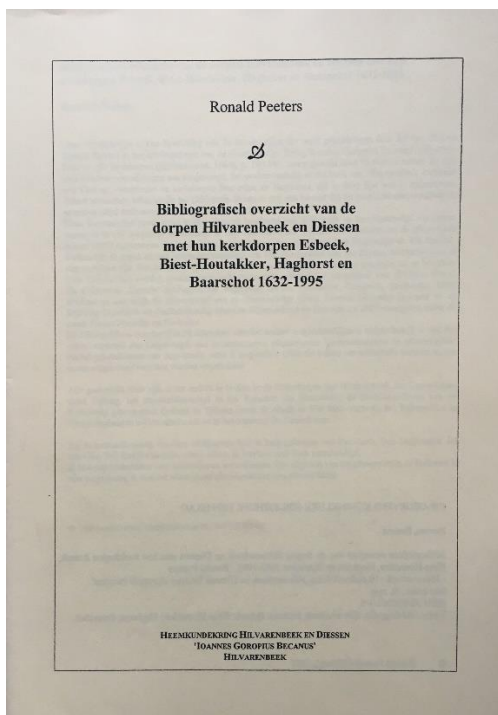 Ronald Peeters
Bibliografisch overzicht van de
dorpen Hilvarenbeek en Diessen
met hun kerkdorpen Esbeek,
Biest-Houtakker, Haghorst en
Baarschot 1632-1995
HEEMKUNDEKRING HILVARENBEEK EN DIESSEN
'IOANNES GOROPIUS BECANUS'
HILVARENBEEK